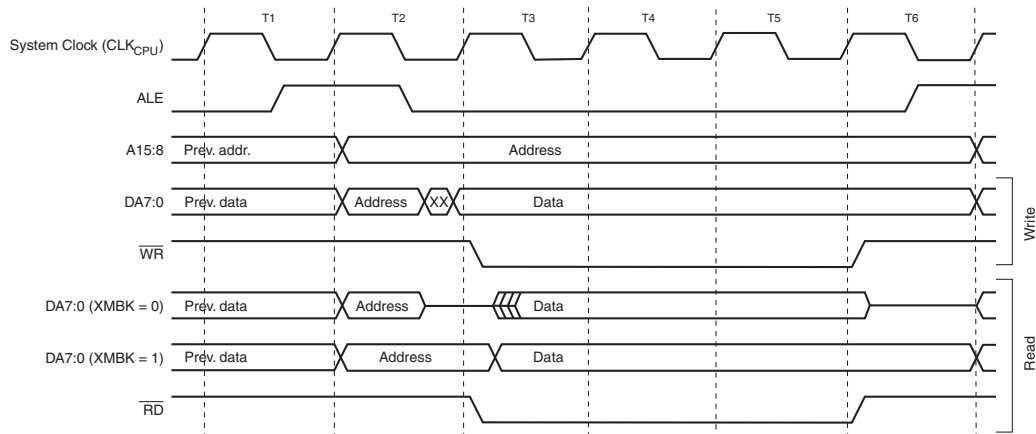 T1 T2 T3 T4 T5 T6
System Clock (CLKCPU)
ALE
A15:8 Prev. addr. Address
DA7:0 Prev. data Address XX Data
WR
Write
DA7:0 (XMBK = 0) Prev. data Address Data
DA7:0 (XMBK = 1) Prev. data Address Data
RD
Read